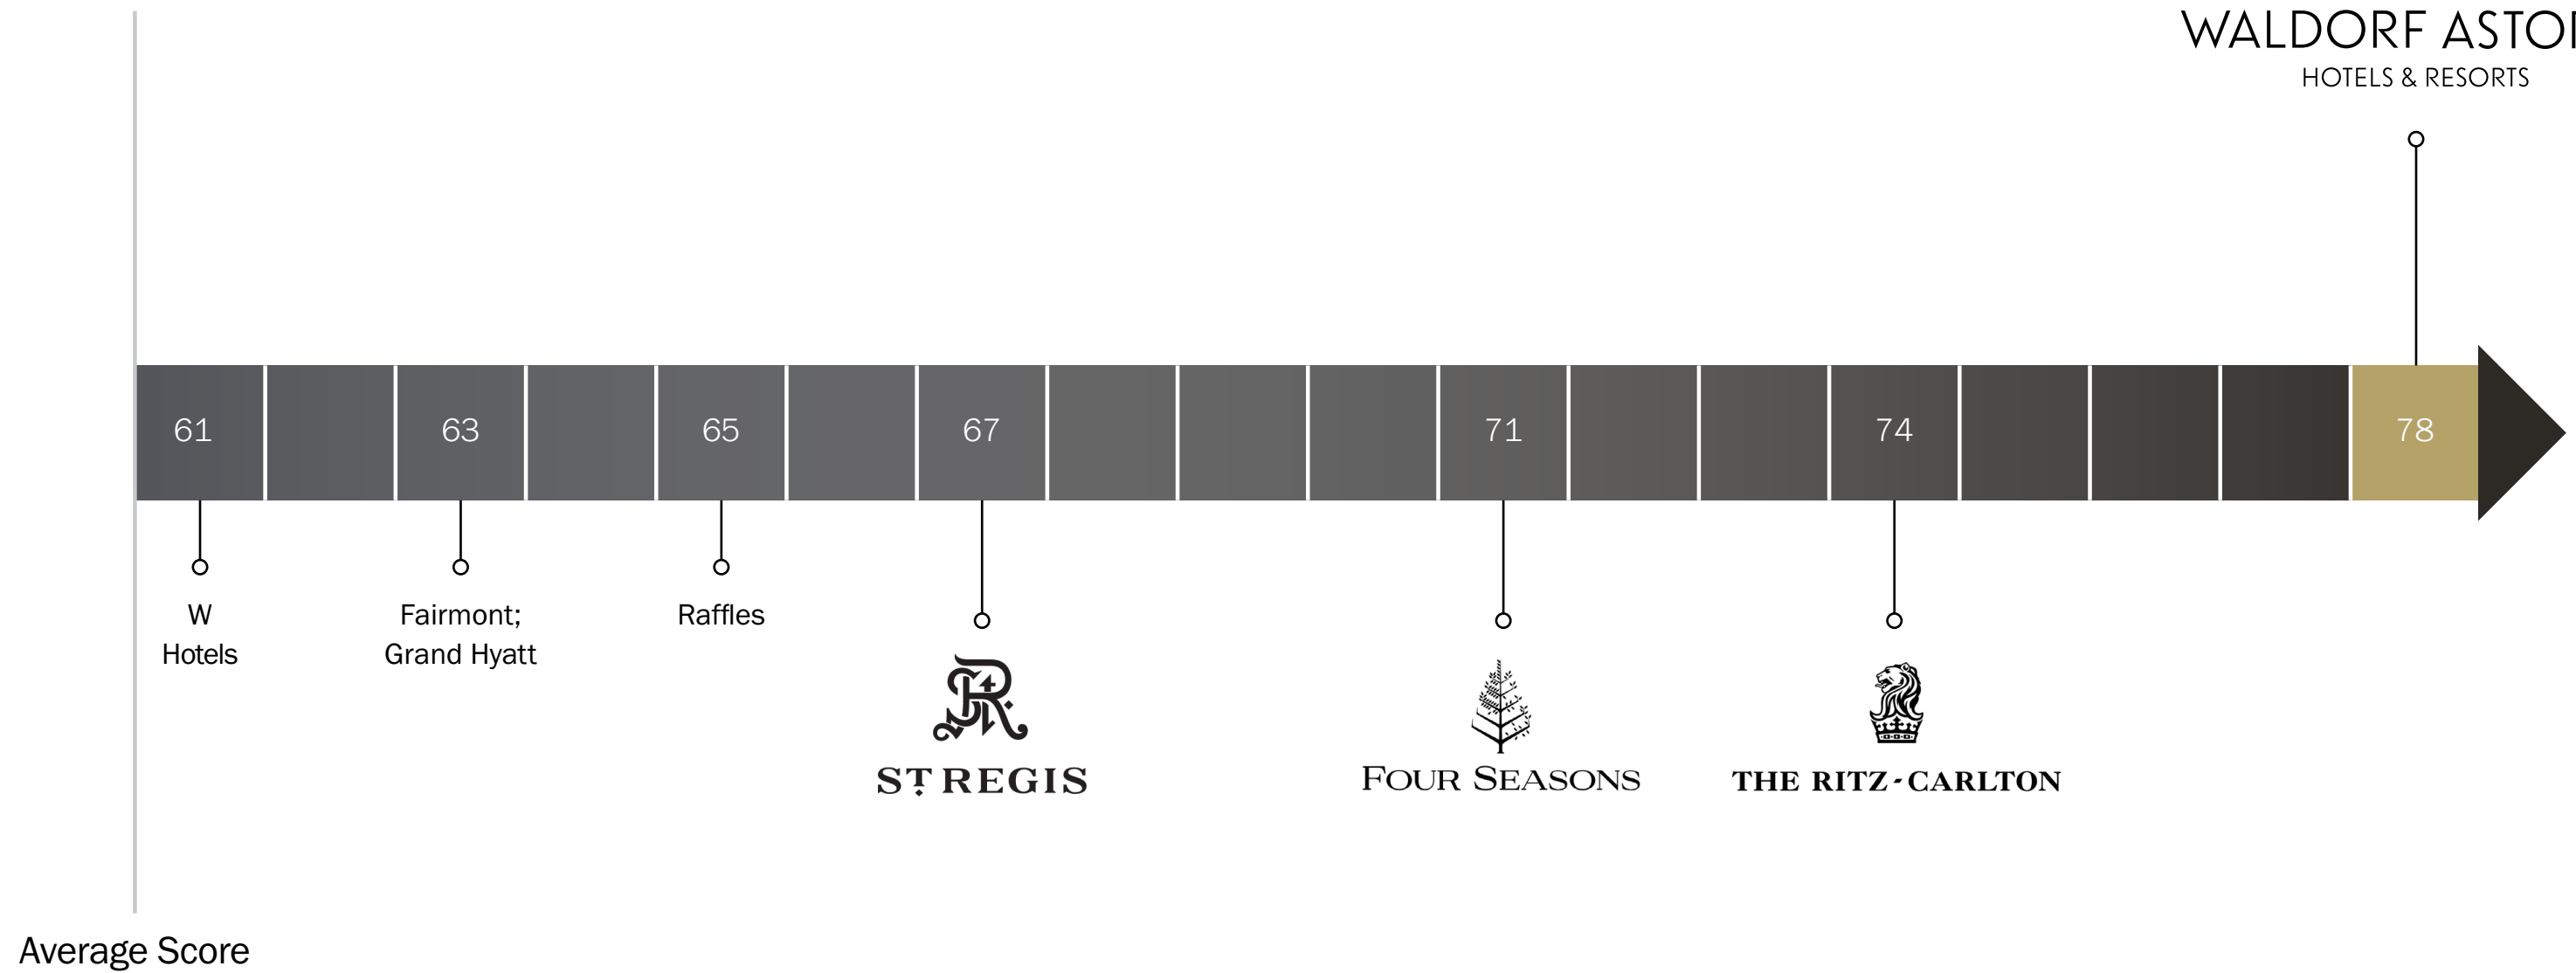 WALDORF ASTO
HOTELS & RESORTS
61 63 65 67 71 74 78
W
Hotels
Fairmont;
Grand Hyatt
Raffles
ST REGIS
FOUR SEASONS
THE RITZ-CARLTON
Average Score